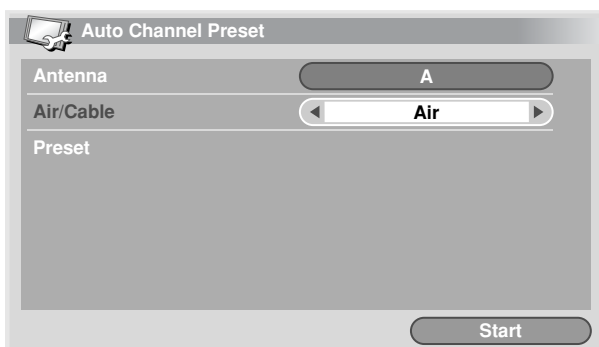 Auto Channel Preset
Antenna A
Air/Cable Air
Preset
Start